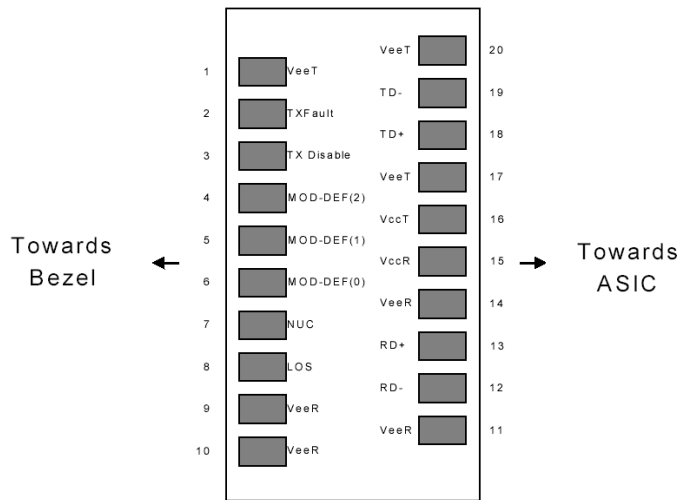 VeeT 20
1 VeeT
TD- 19
2 TXFault
TD+ 18
3 TX Disable
VeeT 17
4 MOD-DEF(2)
VccT 16
5 MOD-DEF(1)
Towards
Bezel
VccR 15
Towards
ASIC
6 MOD-DEF(0)
VeeR 14
7 NUC
RD+ 13
8 LOS
RD- 12
9 VeeR
VeeR 11
10 VeeR